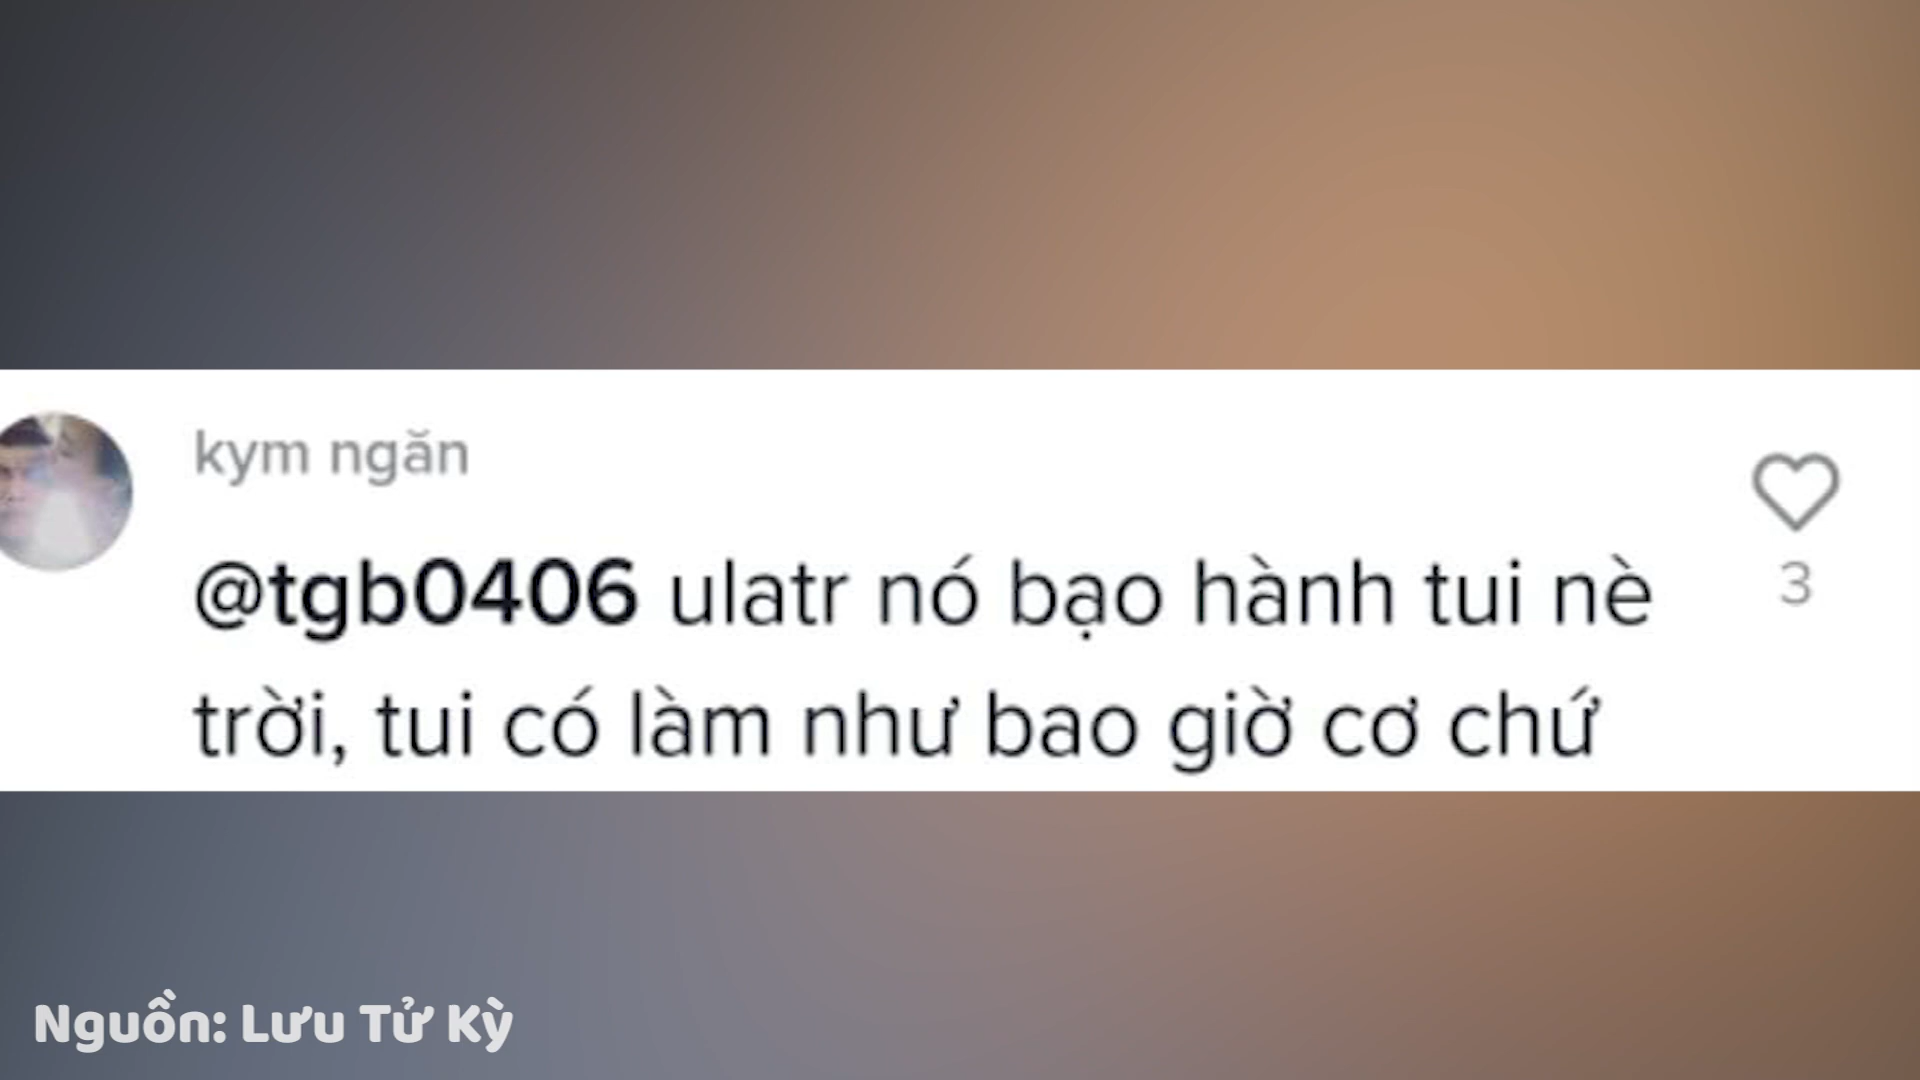 kym ngăn
@tgb0406 ulatr nó bạo hành tui nè
3
trời, tui có làm như bao giờ cơ chứ
Nguồn: Lưu Tử Kỳ